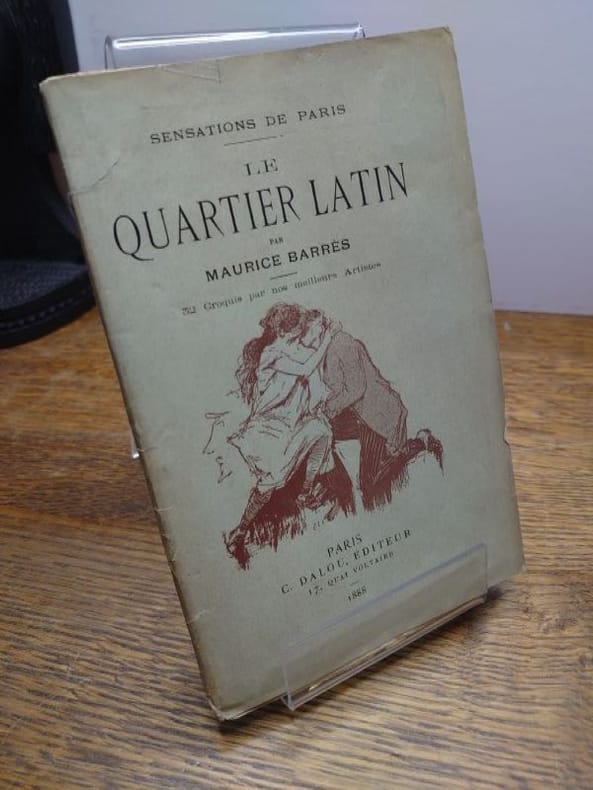 SENSATIONS DE PARIS
LE
QUARTIER LATIN
PAR
MAURICE BARRÈS
32 Croquis par nos meilleurs Artistes
PARIS
C. DALOU, ÉDITEUR
17, QUAI VOLTAIRE
1888